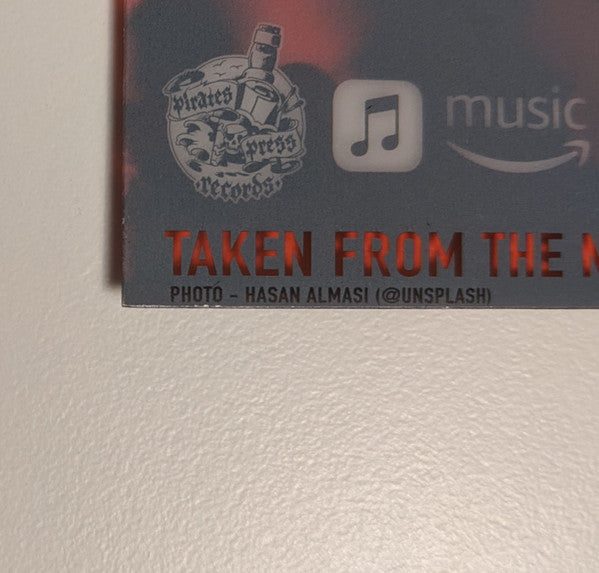 pirates
press
records
music
TAKEN FROM THE
PHOTO - HASAN ALMASI (@UNSPLASH)